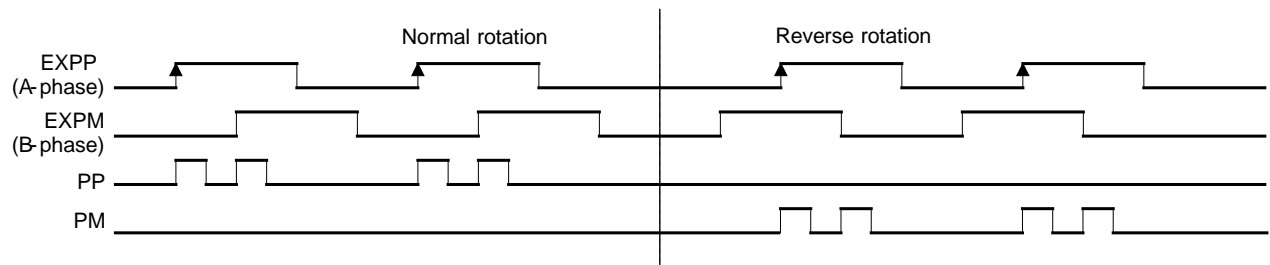 Normal rotation
Reverse rotation
EXPP
(A-phase)
EXPM
(B-phase)
PP
PM